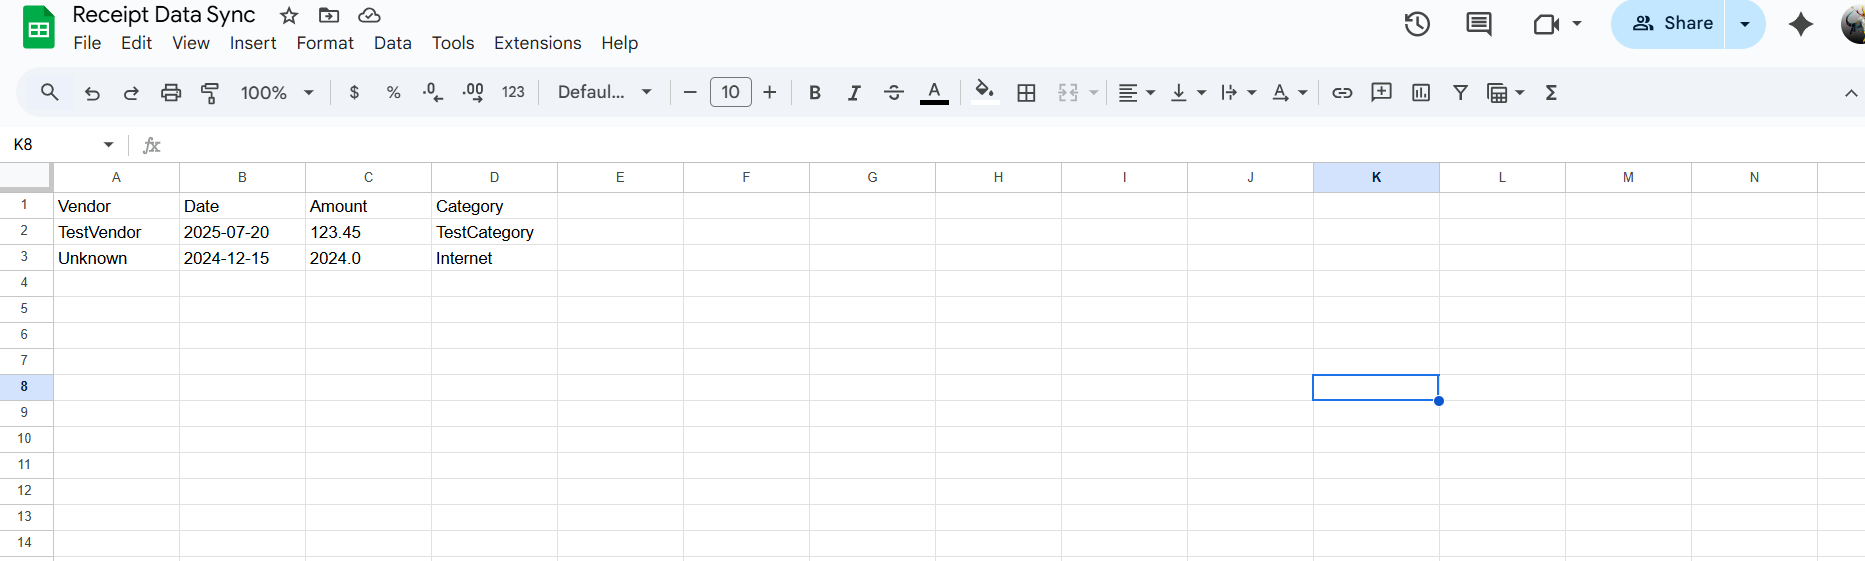 Receipt Data Sync
File Edit View Insert Format Data Tools Extensions Help
Share
100% $ % .0 .00 123 Defaul... 10 B I S A
K8 fx
A B C D E F G H I J K L M N
1 Vendor Date Amount Category
2 TestVendor 2025-07-20 123.45 TestCategory
3 Unknown 2024-12-15 2024.0 Internet
4
5
6
7
8
9
10
11
12
13
14